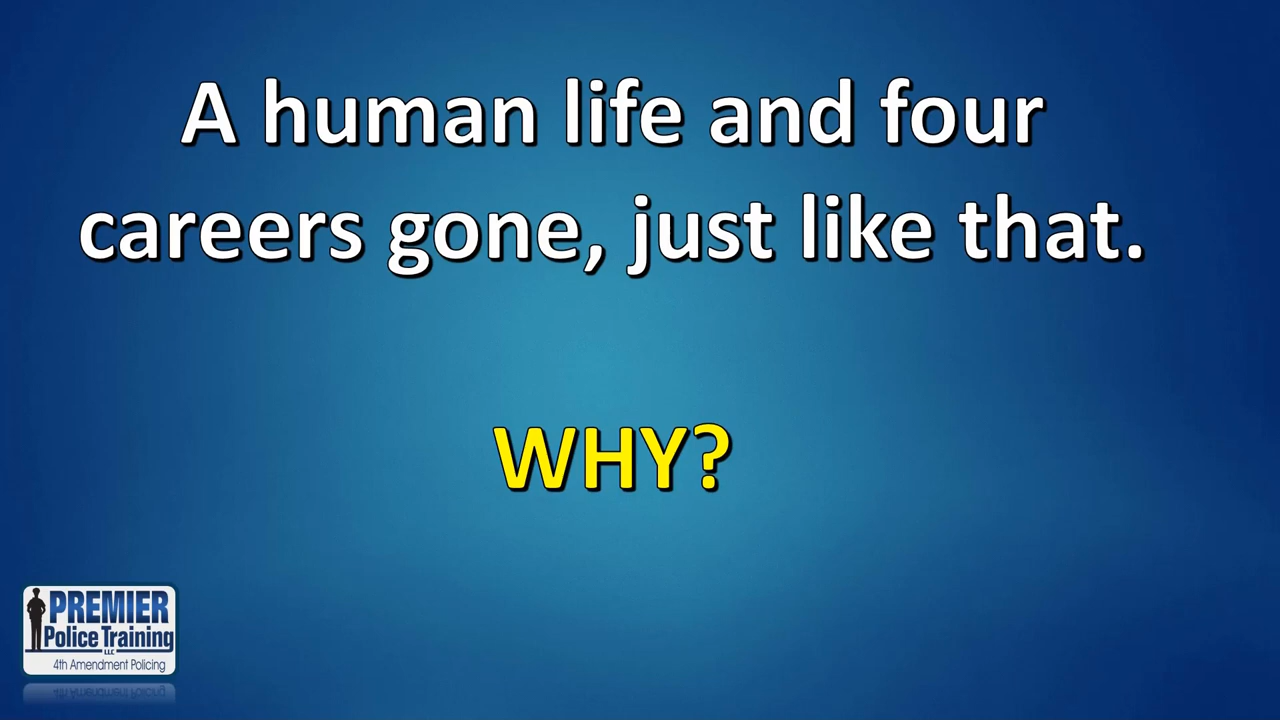 A human life and four
careers gone, just like that.
WHY?
PREMIER
Police Training
LLC
4th Amendment Policing